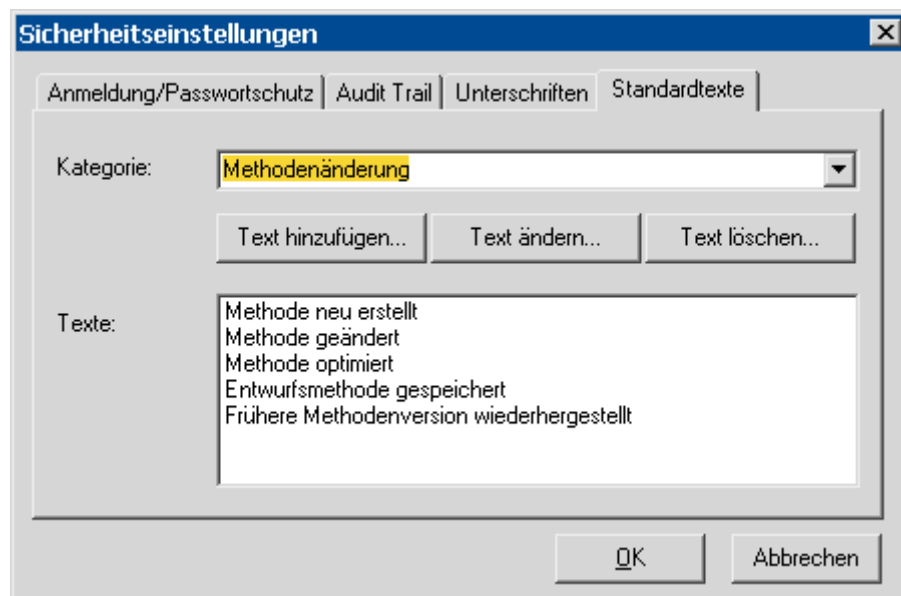 Sicherheitseinstellungen
Anmeldung/Passwortschutz Audit Trail Unterschriften Standardtexte
Kategorie: Methodenänderung
Text hinzufügen... Text ändern... Text löschen...
Texte:
Methode neu erstellt
Methode geändert
Methode optimiert
Entwurfsmethode gespeichert
Frühere Methodenversion wiederhergestellt
OK Abbrechen